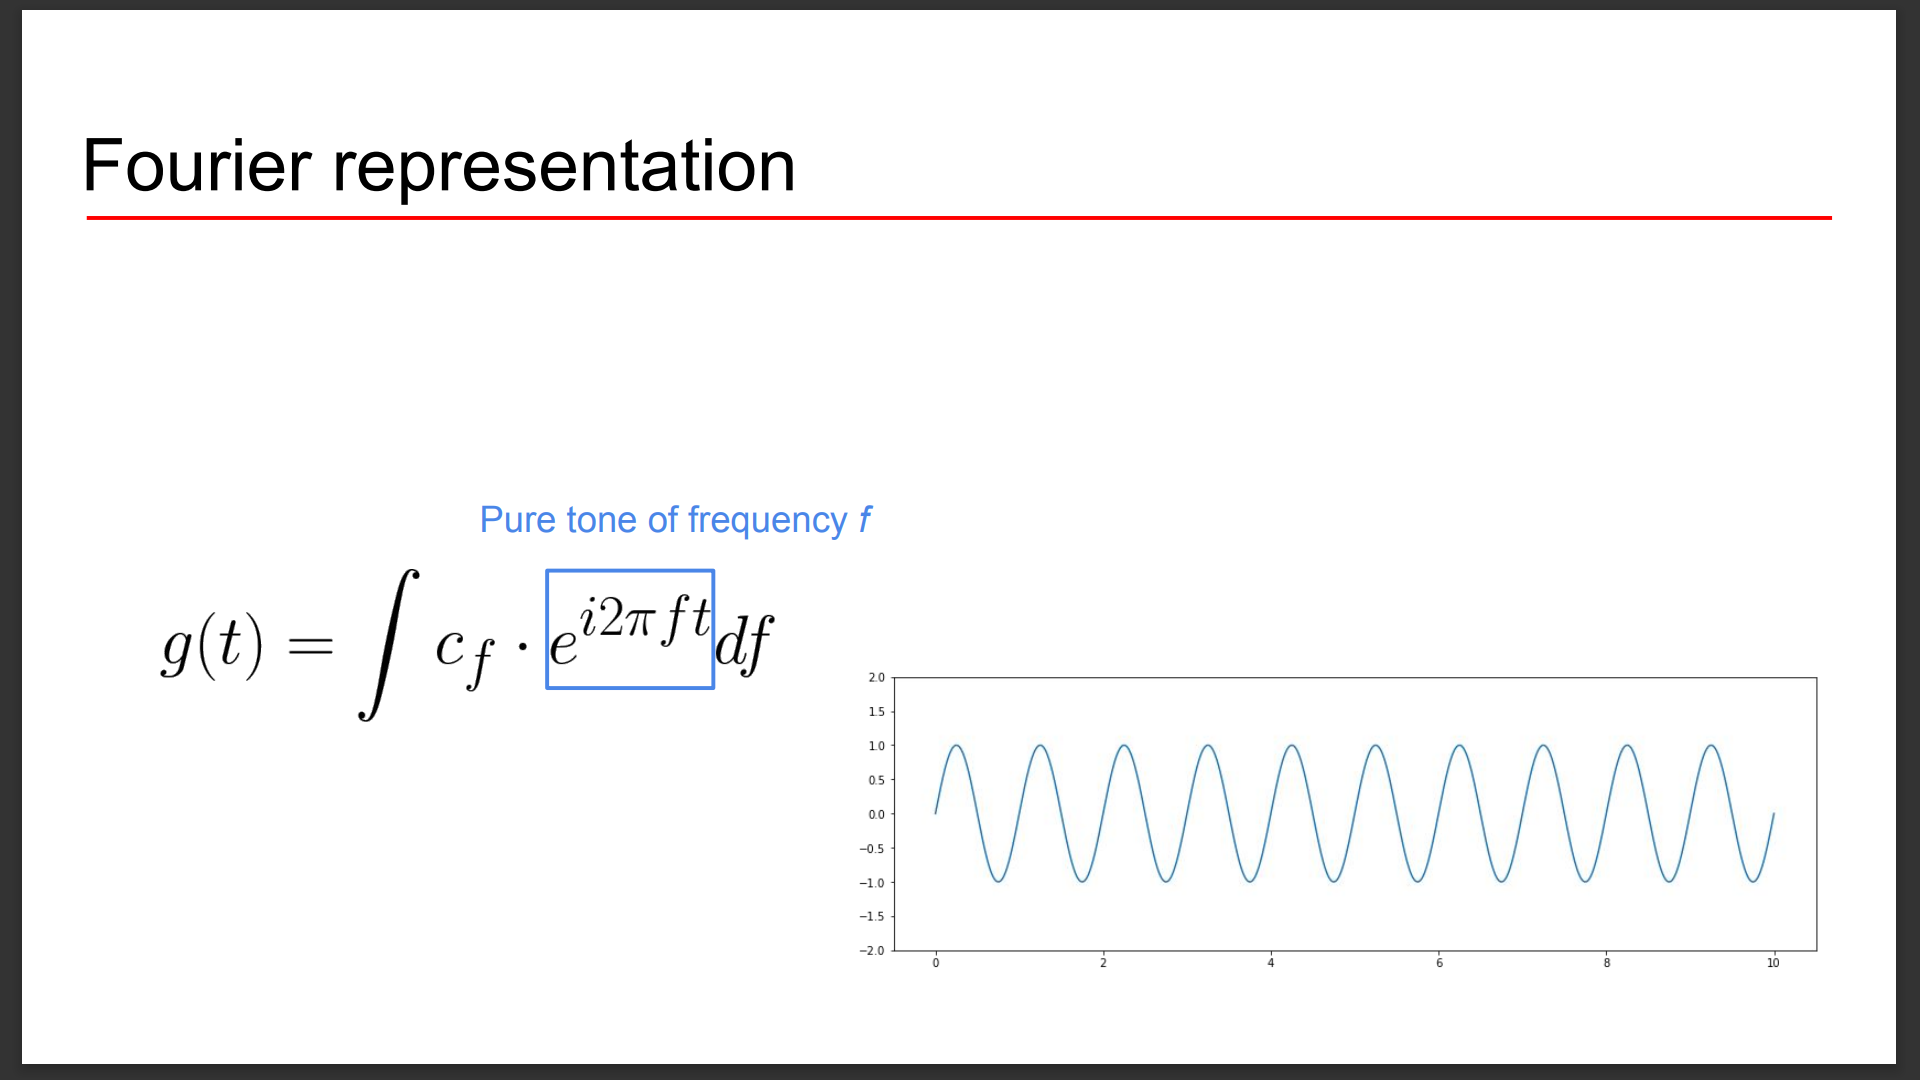 Fourier representation
Pure tone of frequency f
g(t) = ∫ c_f · e^{i2πft} df
2.0
1.5
1.0
0.5
0.0
−0.5
−1.0
−1.5
−2.0
0 2 4 6 8 10